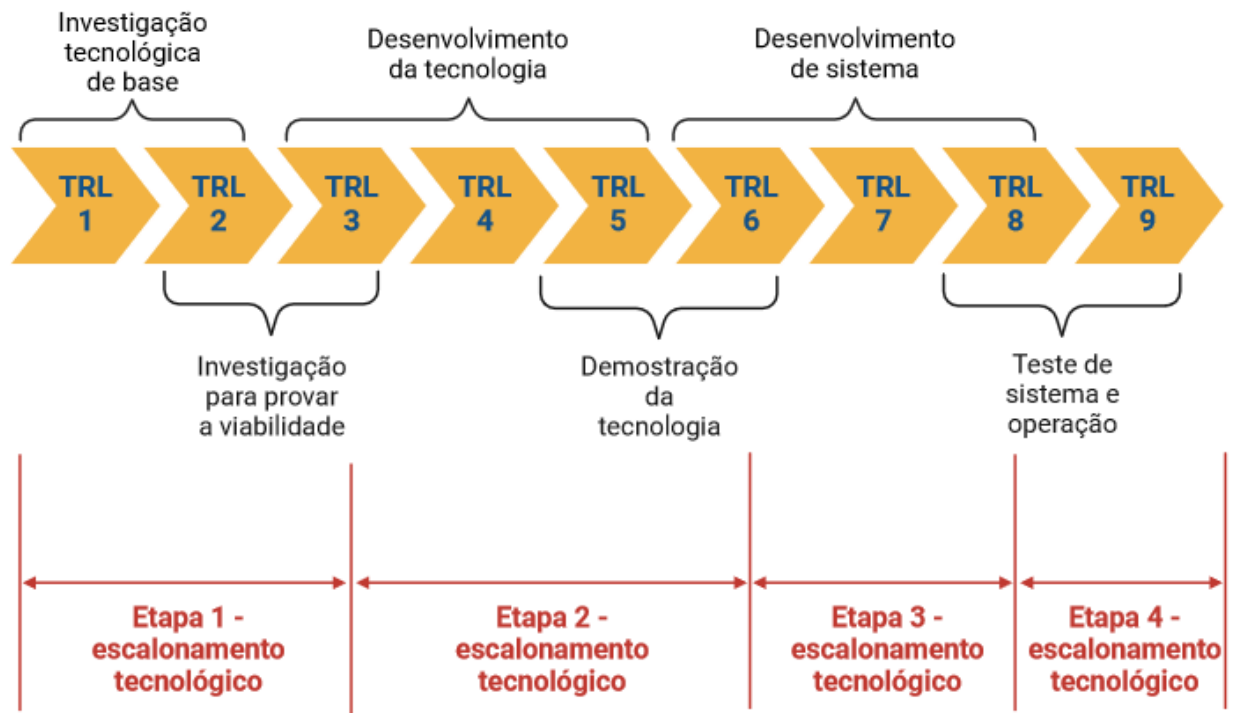 Investigação
tecnológica
de base
Desenvolvimento
da tecnologia
Desenvolvimento
de sistema
TRL
1
TRL
2
TRL
3
TRL
4
TRL
5
TRL
6
TRL
7
TRL
8
TRL
9
Investigação
para provar
a viabilidade
Demostração
da
tecnologia
Teste de
sistema e
operação
Etapa 1 -
escalonamento
tecnológico
Etapa 2 -
escalonamento
tecnológico
Etapa 3 -
escalonamento
tecnológico
Etapa 4 -
escalonamento
tecnológico